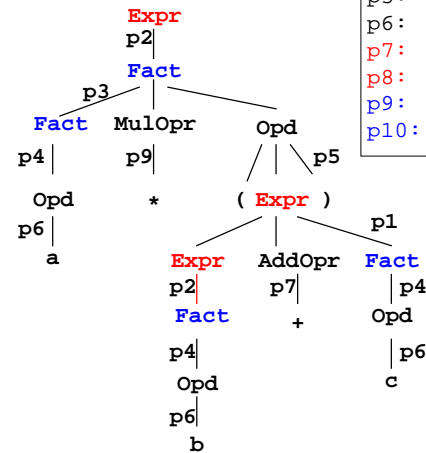 Expr
p2
Fact
p3
Fact MulOpr Opd
p4 p9 p5
Opd * ( Expr )
p6 p1
a Expr AddOpr Fact
p2 p7 p4
Fact + Opd
p4 p6
Opd c
p6
b
p6:
p7:
p8:
p9:
p10: